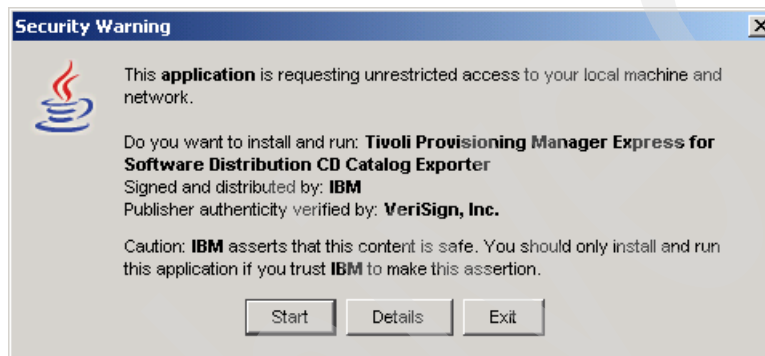 Security Warning
This application is requesting unrestricted access to your local machine and
network.
Do you want to install and run: Tivoli Provisioning Manager Express for
Software Distribution CD Catalog Exporter
Signed and distributed by: IBM
Publisher authenticity verified by: VeriSign, Inc.
Caution: IBM asserts that this content is safe. You should only install and run
this application if you trust IBM to make this assertion.
Start Details Exit